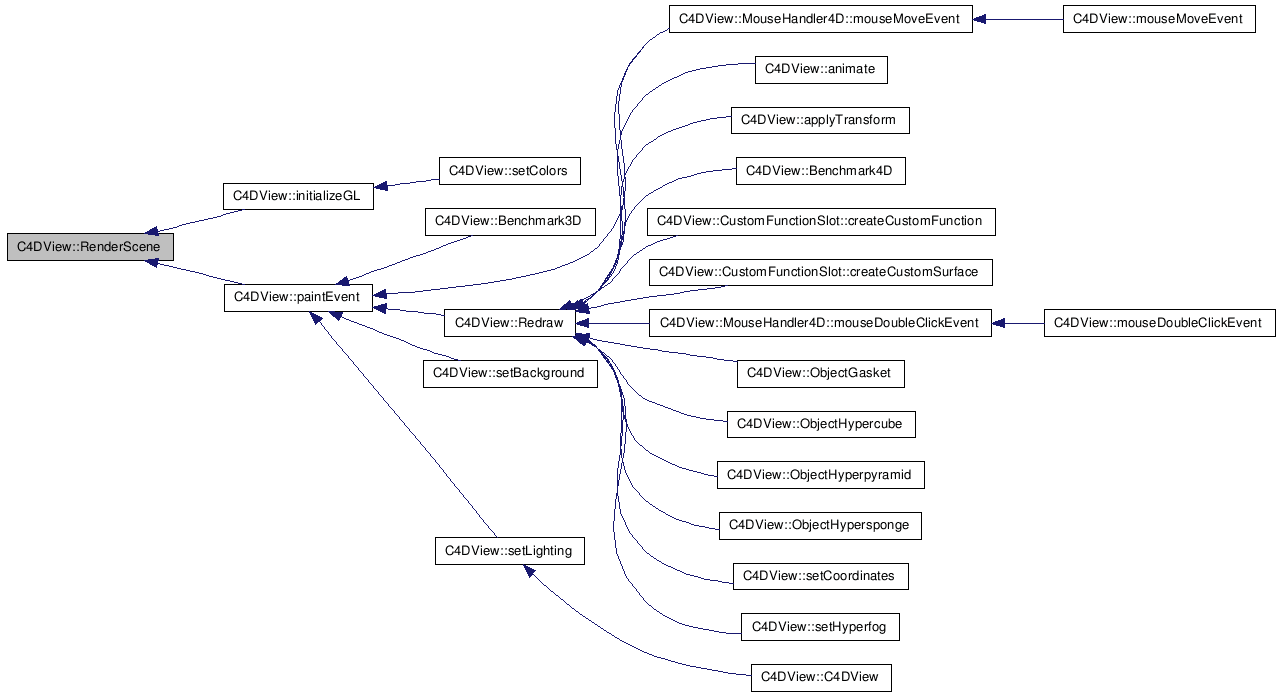 C4DView::MouseHandler4D::mouseMoveEvent
C4DView::mouseMoveEvent
C4DView::animate
C4DView::applyTransform
C4DView::setColors
C4DView::Benchmark4D
C4DView::initializeGL
C4DView::Benchmark3D
C4DView::CustomFunctionSlot::createCustomFunction
C4DView::RenderScene
C4DView::CustomFunctionSlot::createCustomSurface
C4DView::paintEvent
C4DView::Redraw
C4DView::MouseHandler4D::mouseDoubleClickEvent
C4DView::mouseDoubleClickEvent
C4DView::setBackground
C4DView::ObjectGasket
C4DView::ObjectHypercube
C4DView::ObjectHyperpyramid
C4DView::ObjectHypersponge
C4DView::setLighting
C4DView::setCoordinates
C4DView::setHyperfog
C4DView::C4DView